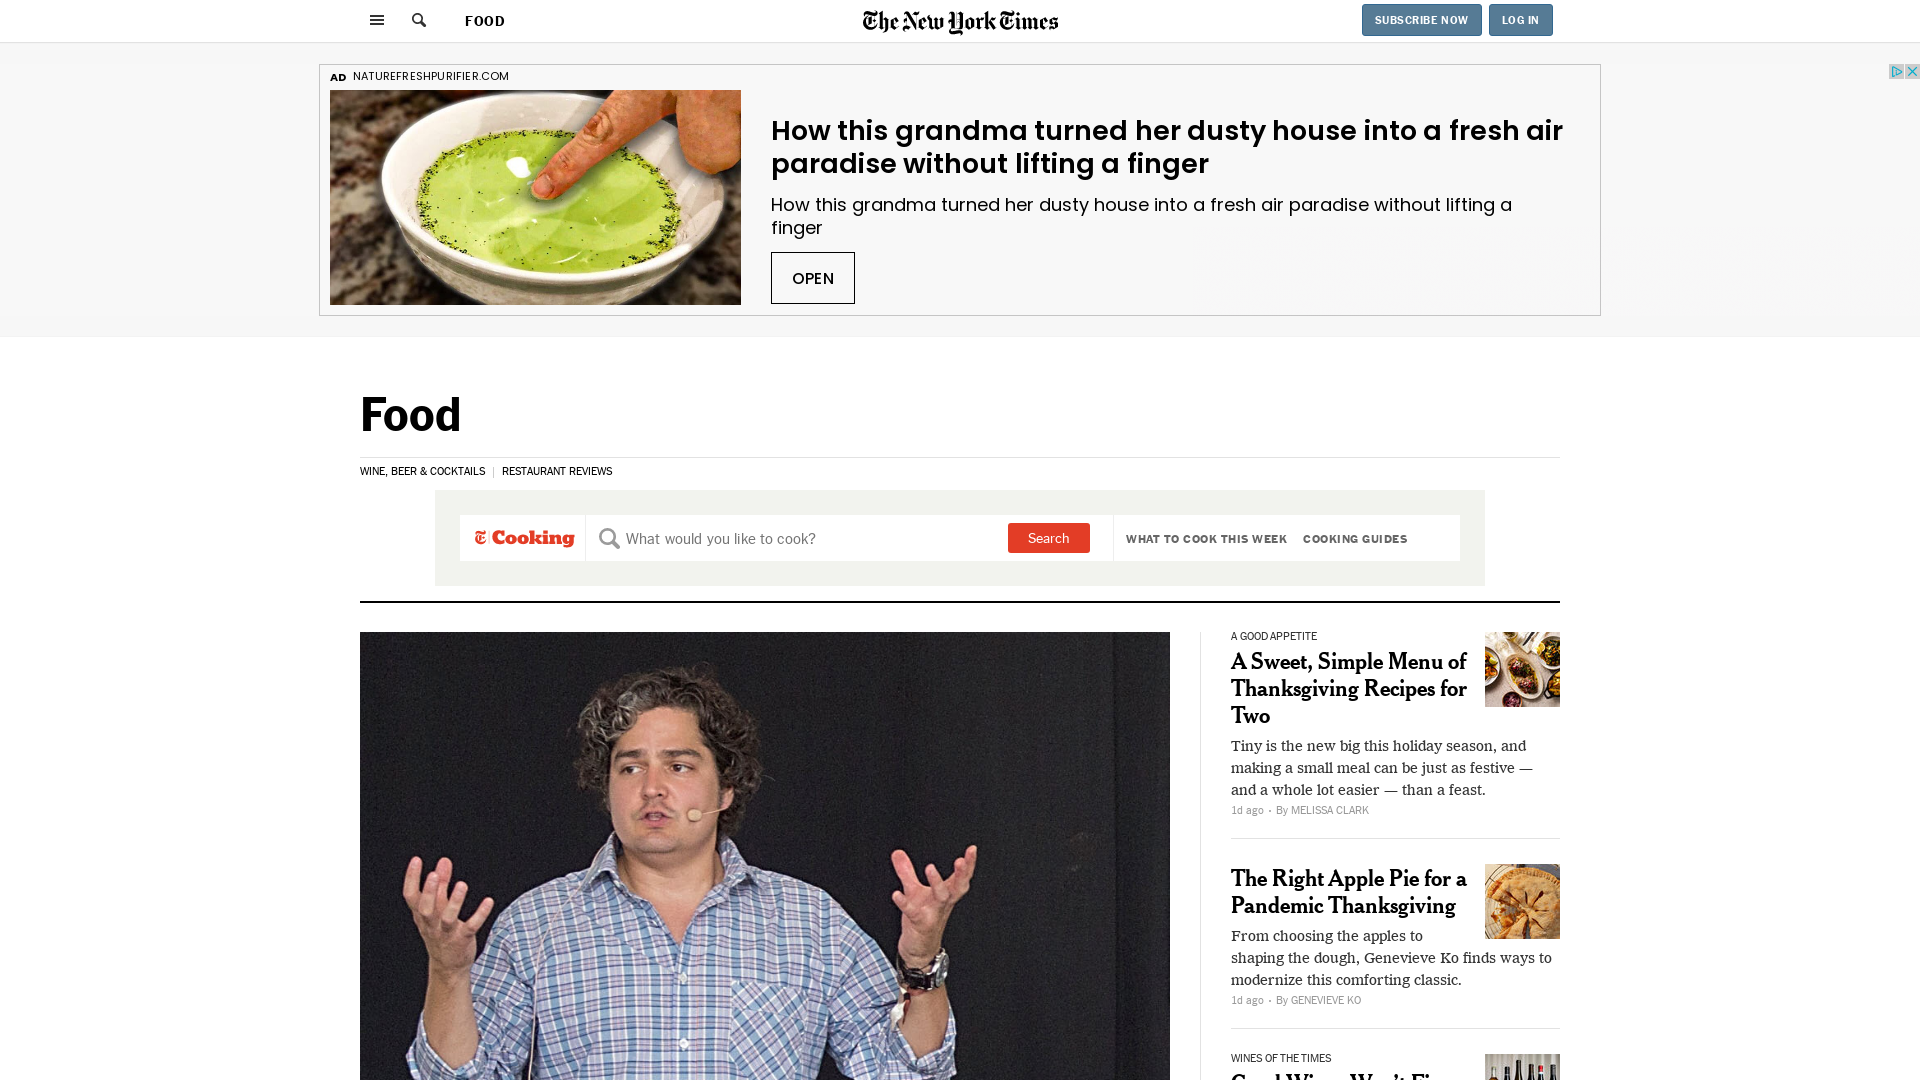 FOOD
The New York Times
SUBSCRIBE NOW
LOG IN
AD NATUREFRESHPURIFIER.COM
How this grandma turned her dusty house into a fresh air
paradise without lifting a finger
How this grandma turned her dusty house into a fresh air paradise without lifting a
finger
OPEN
Food
WINE, BEER & COCKTAILS
RESTAURANT REVIEWS
T Cooking
What would you like to cook?
Search
WHAT TO COOK THIS WEEK
COOKING GUIDES
A GOOD APPETITE
A Sweet, Simple Menu of
Thanksgiving Recipes for
Two
Tiny is the new big this holiday season, and
making a small meal can be just as festive —
and a whole lot easier — than a feast.
1d ago • By MELISSA CLARK
The Right Apple Pie for a
Pandemic Thanksgiving
From choosing the apples to
shaping the dough, Genevieve Ko finds ways to
modernize this comforting classic.
1d ago • By GENEVIEVE KO
WINES OF THE TIMES